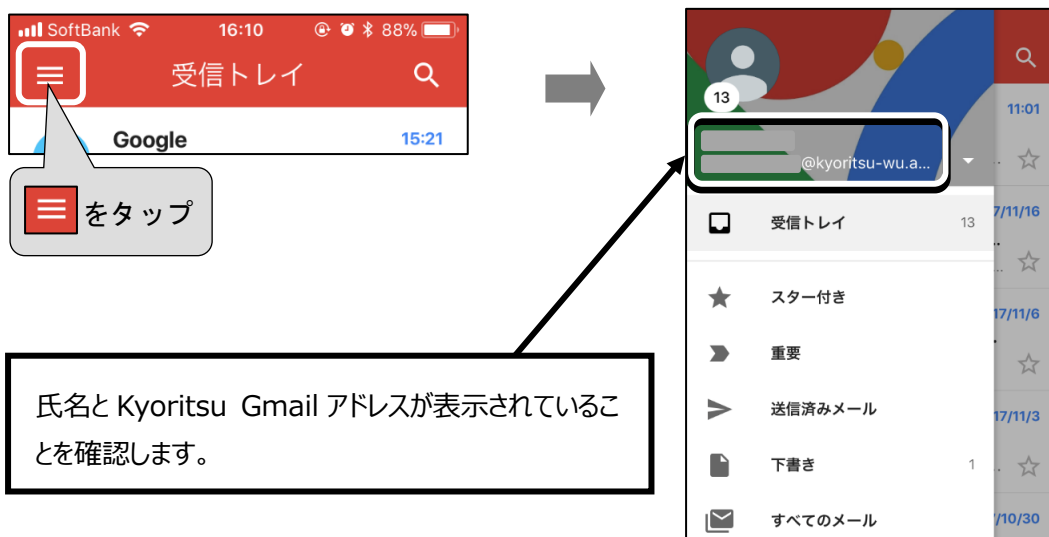 SoftBank 16:10 88%
受信トレイ
Google 15:21
をタップ
氏名と Kyoritsu Gmail アドレスが表示されているこ
とを確認します。
13
11:01
@kyoritsu-wu.a...
受信トレイ 13
7/11/16
スター付き
17/11/6
重要
送信済みメール
17/11/3
下書き 1
すべてのメール
/10/30